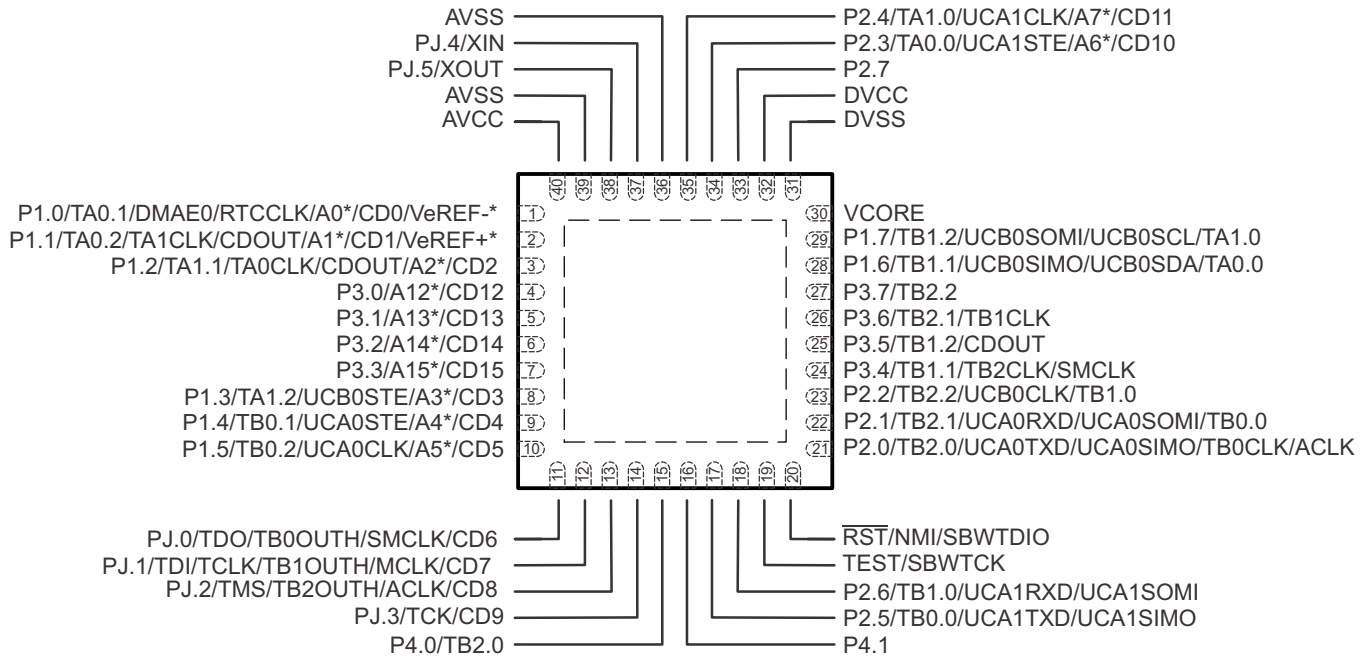 AVSS
PJ.4/XIN
PJ.5/XOUT
AVSS
AVCC
P2.4/TA1.0/UCA1CLK/A7*/CD11
P2.3/TA0.0/UCA1STE/A6*/CD10
P2.7
DVCC
DVSS
40 39 38 37 36 35 34 33 32 31
P1.0/TA0.1/DMAE0/RTCCLK/A0*/CD0/VeREF-* 1
P1.1/TA0.2/TA1CLK/CDOUT/A1*/CD1/VeREF+* 2
P1.2/TA1.1/TA0CLK/CDOUT/A2*/CD2 3
P3.0/A12*/CD12 4
P3.1/A13*/CD13 5
P3.2/A14*/CD14 6
P3.3/A15*/CD15 7
P1.3/TA1.2/UCB0STE/A3*/CD3 8
P1.4/TB0.1/UCA0STE/A4*/CD4 9
P1.5/TB0.2/UCA0CLK/A5*/CD5 10
30 VCORE
29 P1.7/TB1.2/UCB0SOMI/UCB0SCL/TA1.0
28 P1.6/TB1.1/UCB0SIMO/UCB0SDA/TA0.0
27 P3.7/TB2.2
26 P3.6/TB2.1/TB1CLK
25 P3.5/TB1.2/CDOUT
24 P3.4/TB1.1/TB2CLK/SMCLK
23 P2.2/TB2.2/UCB0CLK/TB1.0
22 P2.1/TB2.1/UCA0RXD/UCA0SOMI/TB0.0
21 P2.0/TB2.0/UCA0TXD/UCA0SIMO/TB0CLK/ACLK
11 12 13 14 15 16 17 18 19 20
PJ.0/TDO/TB0OUTH/SMCLK/CD6
PJ.1/TDI/TCLK/TB1OUTH/MCLK/CD7
PJ.2/TMS/TB2OUTH/ACLK/CD8
PJ.3/TCK/CD9
P4.0/TB2.0
RST/NMI/SBWTDIO
TEST/SBWTCK
P2.6/TB1.0/UCA1RXD/UCA1SOMI
P2.5/TB0.0/UCA1TXD/UCA1SIMO
P4.1